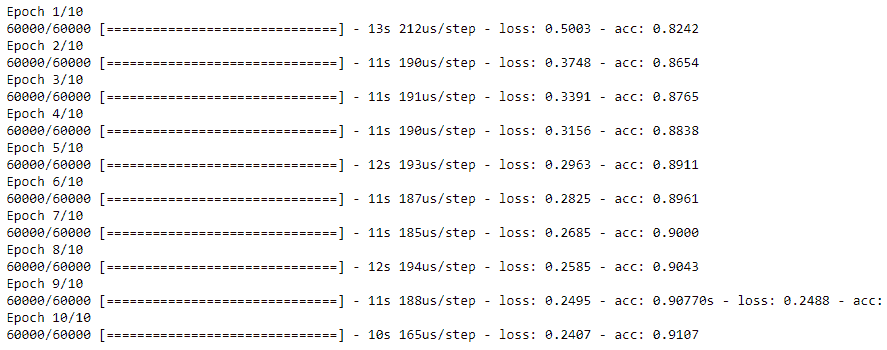 Epoch 1/10
60000/60000 [==============================] - 13s 212us/step - loss: 0.5003 - acc: 0.8242
Epoch 2/10
60000/60000 [==============================] - 11s 190us/step - loss: 0.3748 - acc: 0.8654
Epoch 3/10
60000/60000 [==============================] - 11s 191us/step - loss: 0.3391 - acc: 0.8765
Epoch 4/10
60000/60000 [==============================] - 11s 190us/step - loss: 0.3156 - acc: 0.8838
Epoch 5/10
60000/60000 [==============================] - 12s 193us/step - loss: 0.2963 - acc: 0.8911
Epoch 6/10
60000/60000 [==============================] - 11s 187us/step - loss: 0.2825 - acc: 0.8961
Epoch 7/10
60000/60000 [==============================] - 11s 185us/step - loss: 0.2685 - acc: 0.9000
Epoch 8/10
60000/60000 [==============================] - 12s 194us/step - loss: 0.2585 - acc: 0.9043
Epoch 9/10
60000/60000 [==============================] - 11s 188us/step - loss: 0.2495 - acc: 0.90770s - loss: 0.2488 - acc:
Epoch 10/10
60000/60000 [==============================] - 10s 165us/step - loss: 0.2407 - acc: 0.9107